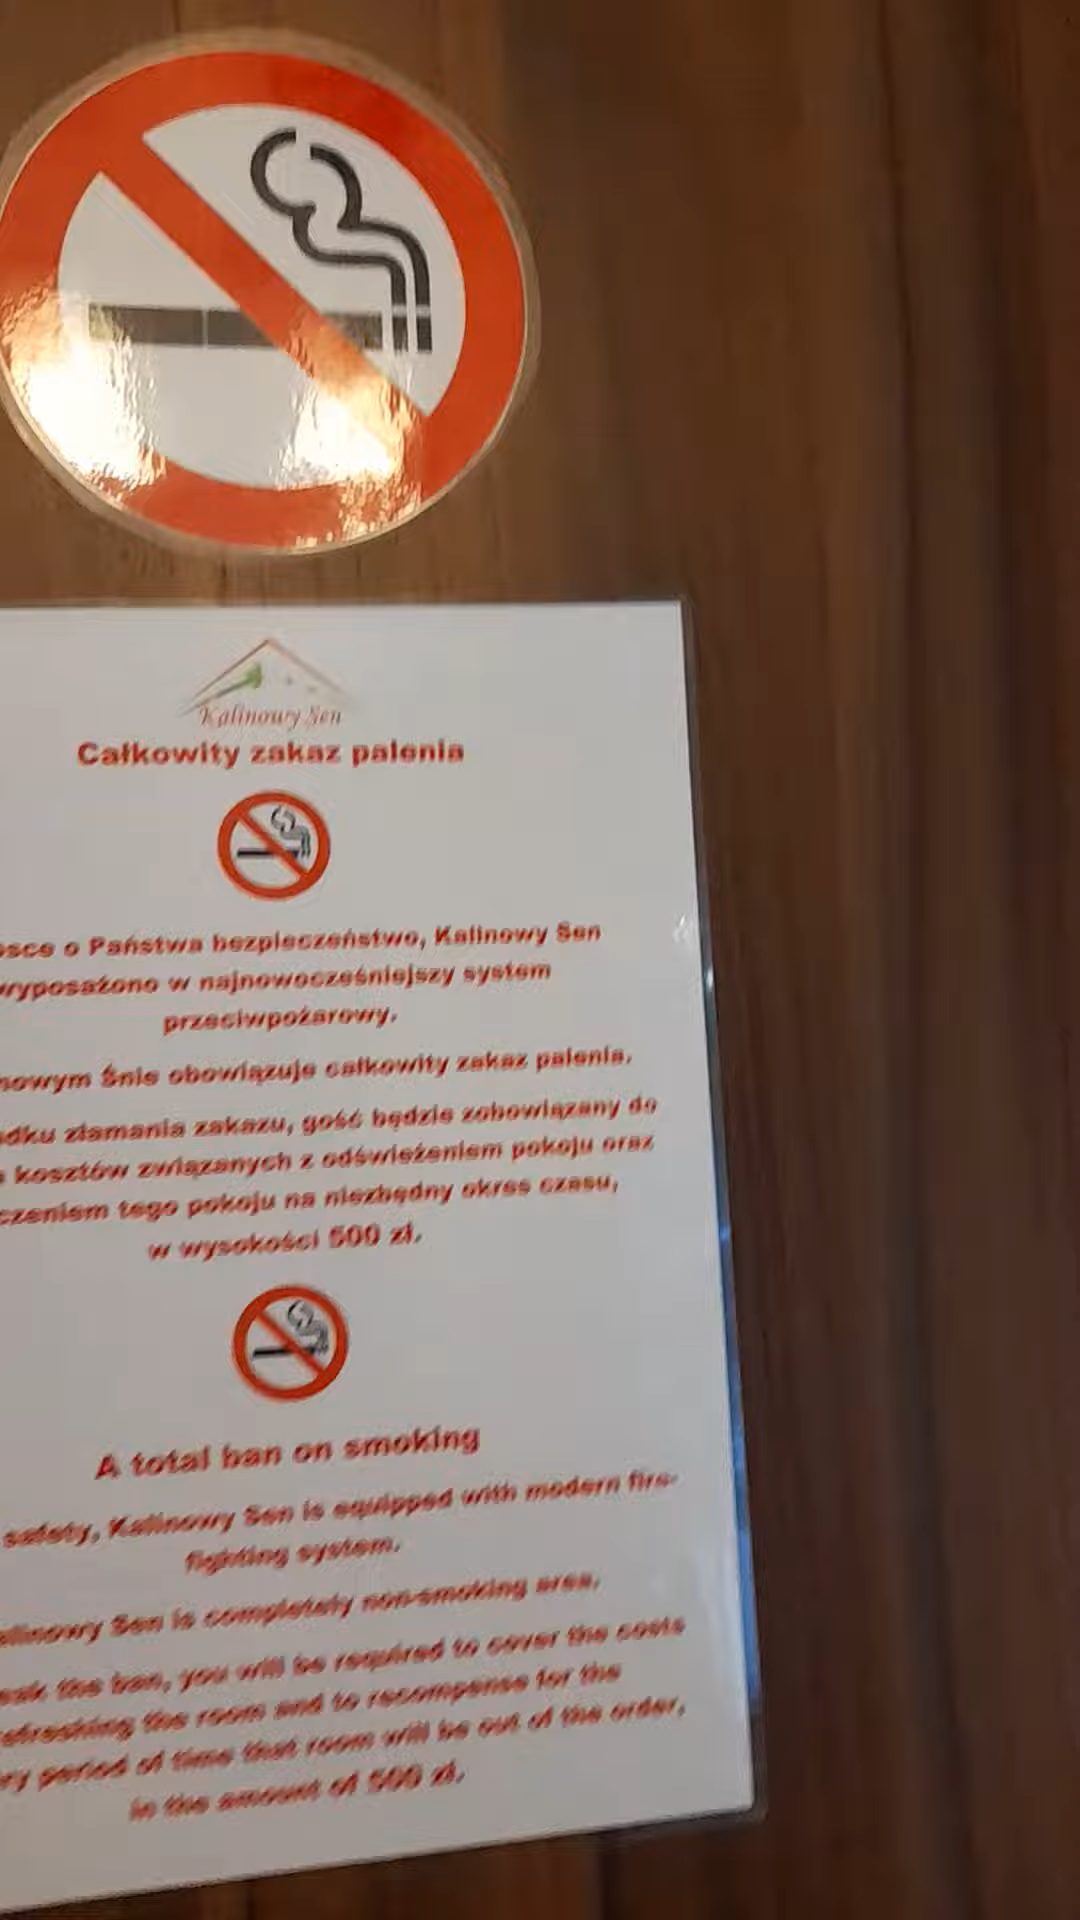 Kalinowy Sen
Całkowity zakaz palenia
o Państwa bezpieczeństwo, Kalinowy Sen
wyposażono w najnowocześniejszy system
przeciwpożarowy.
Śnie obowiązuje całkowity zakaz palenia.
złamania zakazu, gość będzie zobowiązany do
kosztów związanych z odświeżeniem pokoju oraz
tego pokoju na niezbędny okres czasu,
w wysokości 500 zł.
A total ban on smoking
safety, Kalinowy Sen is equipped with modern fire-
fighting system.
Sen is completely non-smoking area.
the ban, you will be required to cover the costs
refreshing the room and to recompense for the
period of time that room will be out of the order,
in the amount of 500 zł.